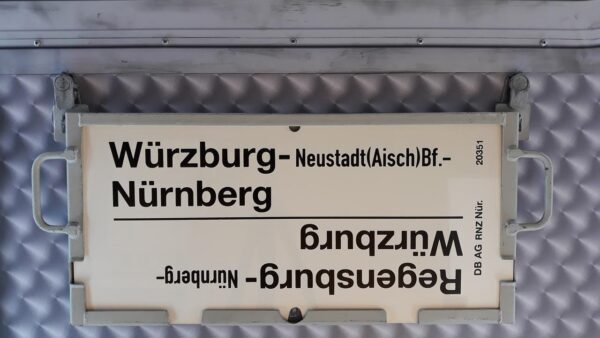 Würzburg- Neustadt(Aisch)Bf.-
Nürnberg
Regensburg- Nürnberg-
Würzburg
DB AG RNZ Nür. 20351